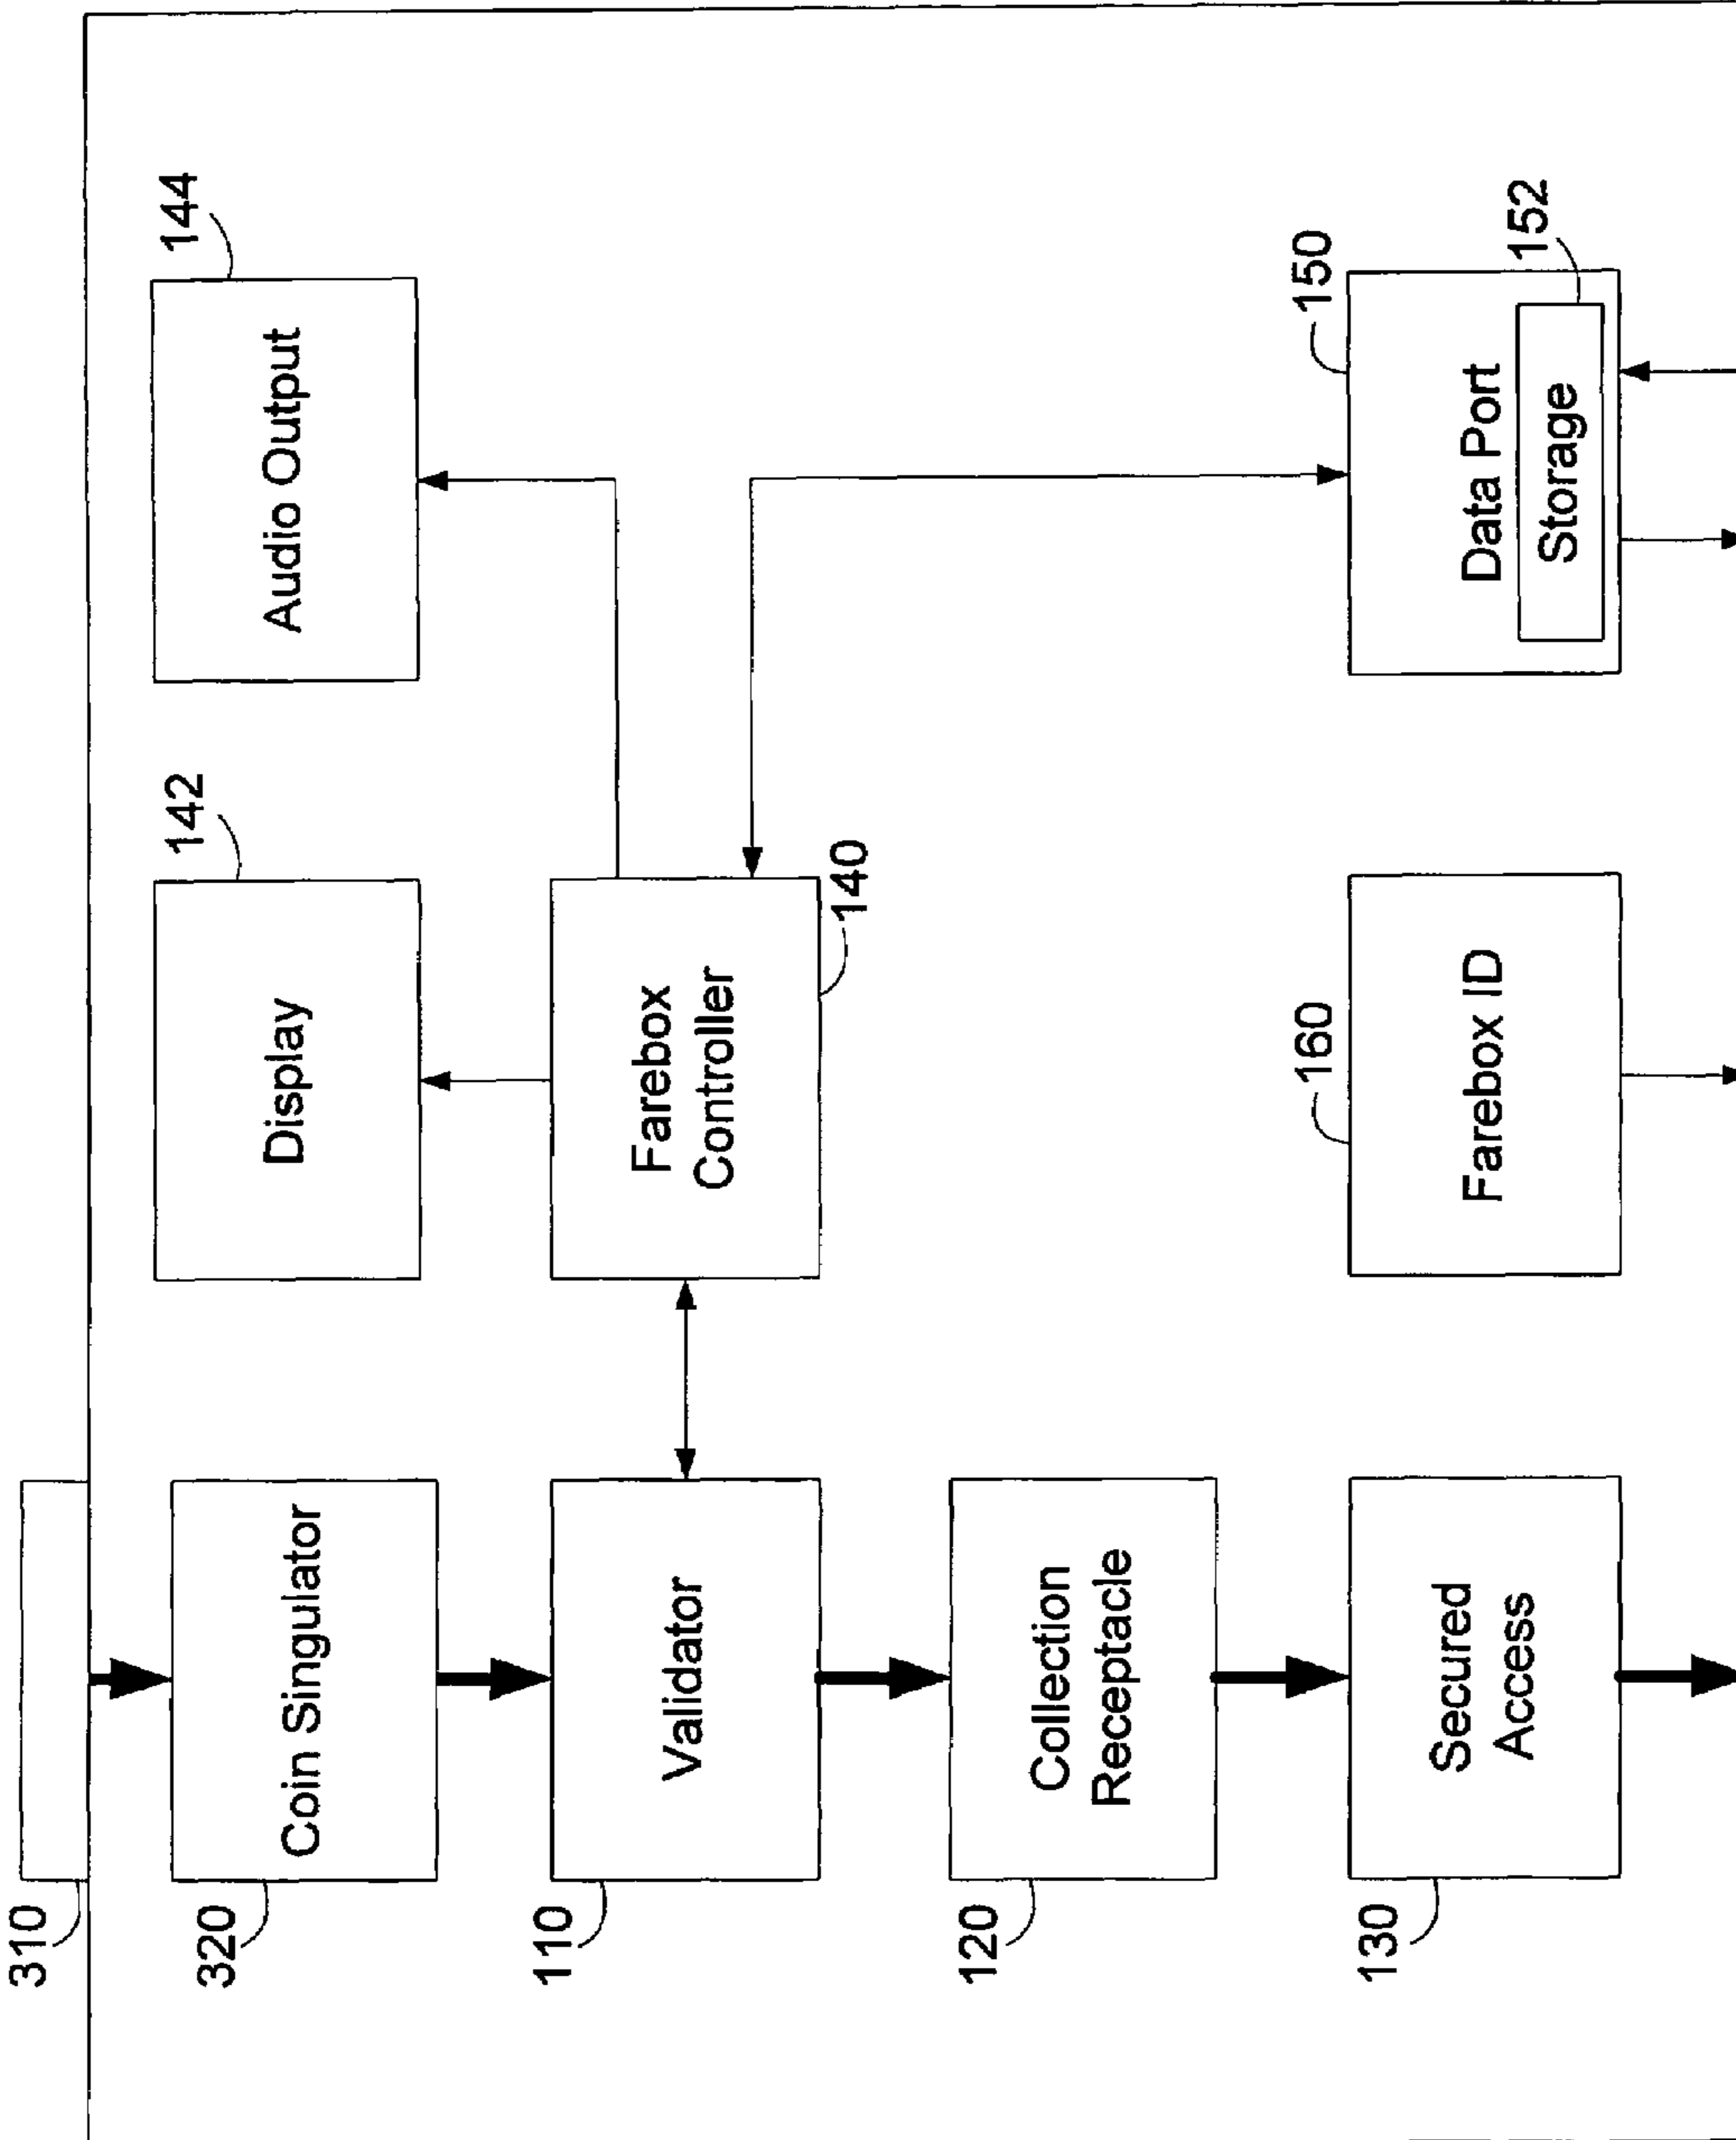 310
320
Coin Singulator
110
Validator
120
Collection
Receptacle
130
Secured
Access
142
Display
140
Farebox
Controller
160
Farebox ID
144
Audio Output
150
Data Port
152
Storage